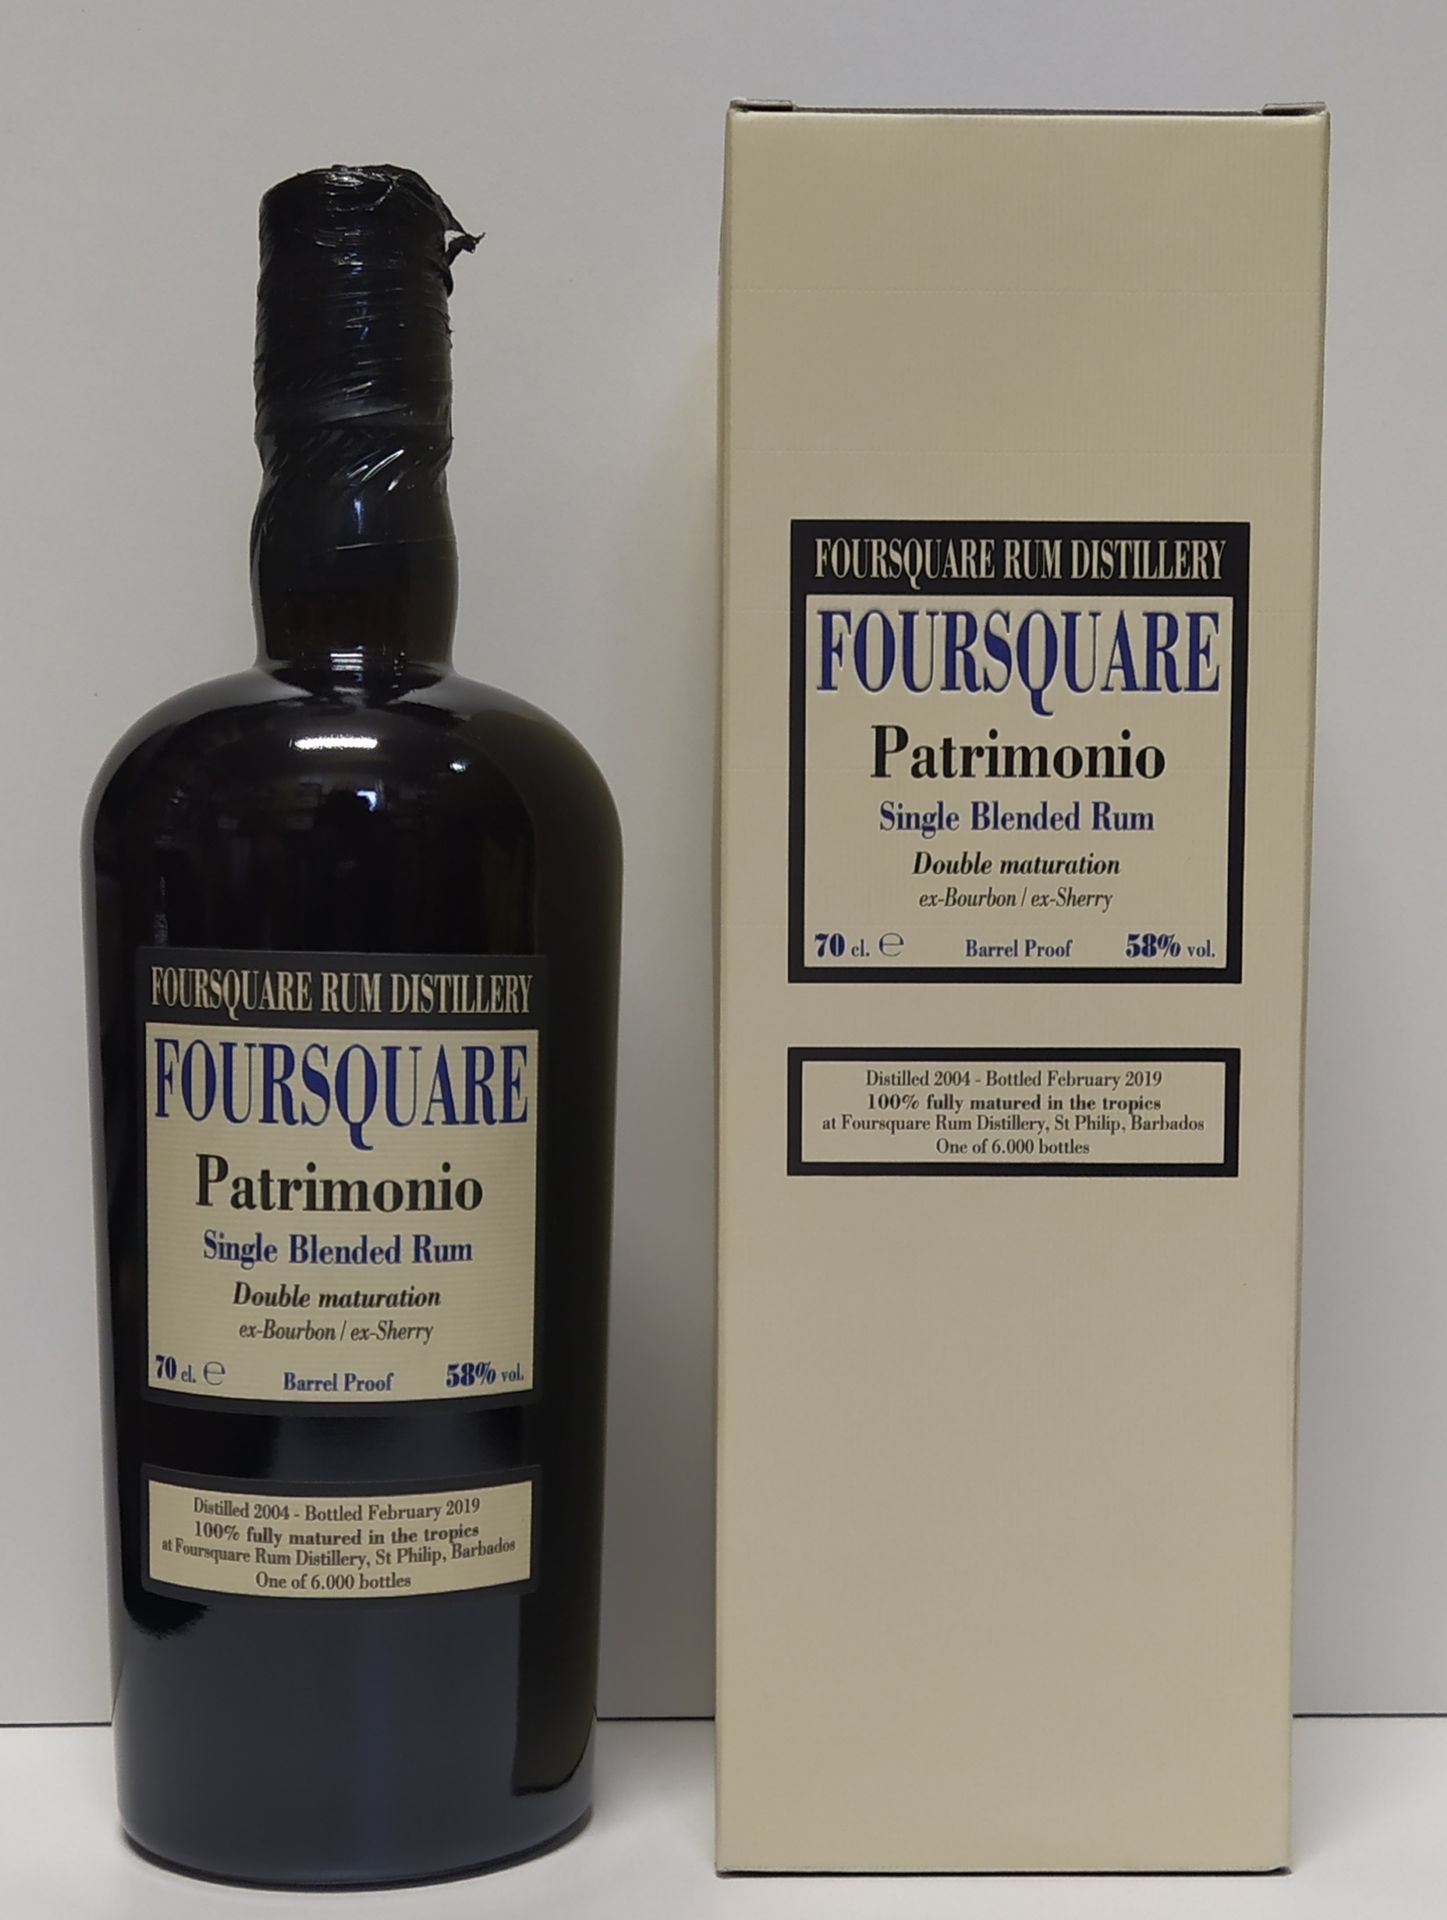 FOURSQUARE RUM DISTILLERY
FOURSQUARE
Patrimonio
Single Blended Rum
Double maturation
ex-Bourbon / ex-Sherry
70 cl. ℮ Barrel Proof 58% vol.
Distilled 2004 - Bottled February 2019
100% fully matured in the tropics
at Foursquare Rum Distillery, St Philip, Barbados
One of 6.000 bottles
FOURSQUARE RUM DISTILLERY
FOURSQUARE
Patrimonio
Single Blended Rum
Double maturation
ex-Bourbon / ex-Sherry
70 cl. ℮ Barrel Proof 58% vol.
Distilled 2004 - Bottled February 2019
100% fully matured in the tropics
at Foursquare Rum Distillery, St Philip, Barbados
One of 6.000 bottles